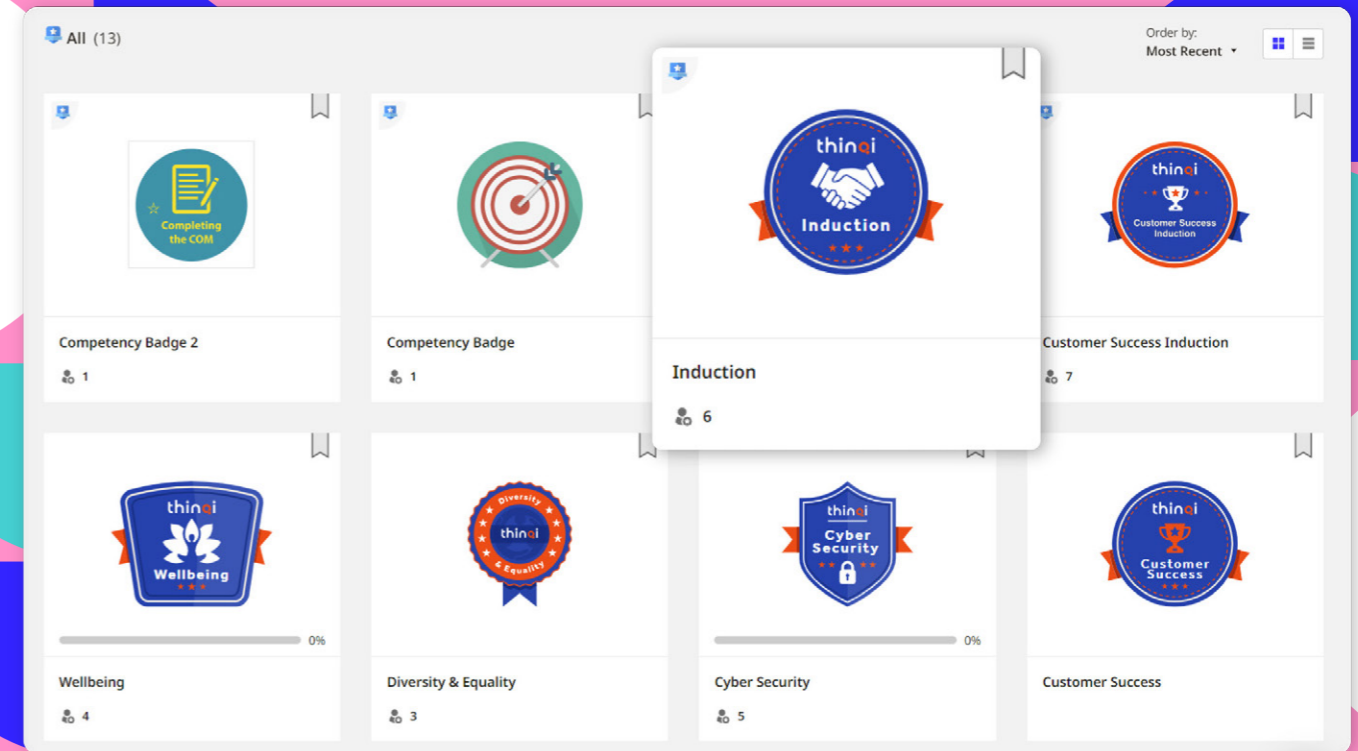 All (13)
Order by:
Most Recent
Completing
the COM
Competency Badge 2
1
Competency Badge
1
thinqi
Induction
Induction
6
thinqi
Customer Success
Induction
Customer Success Induction
7
thinqi
Wellbeing
0%
Wellbeing
4
Diversity
thinqi
& Equality
Diversity & Equality
3
thinqi
Cyber
Security
0%
Cyber Security
5
thinqi
Customer
Success
Customer Success